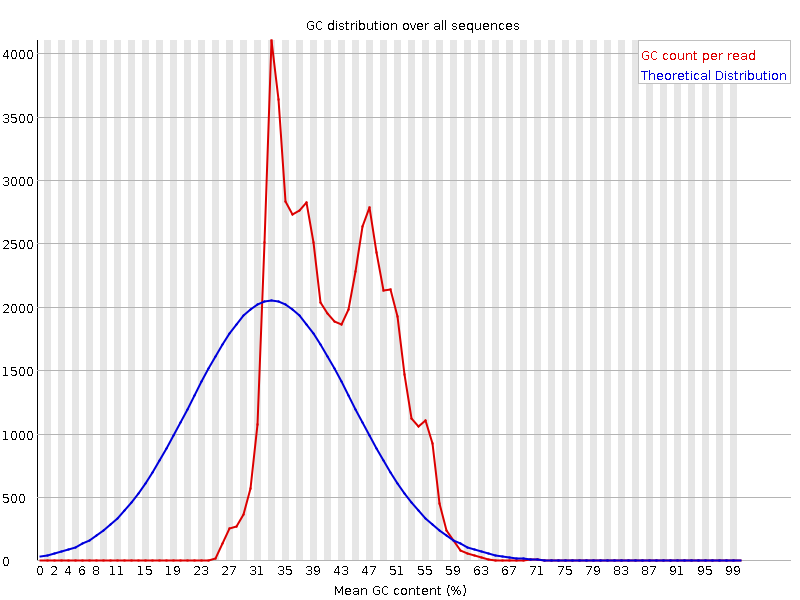 GC distribution over all sequences
GC count per read
Theoretical Distribution
4000
3500
3000
2500
2000
1500
1000
500
0
0 2 4 6 8 11 15 19 23 27 31 35 39 43 47 51 55 59 63 67 71 75 79 83 87 91 95 99
Mean GC content (%)